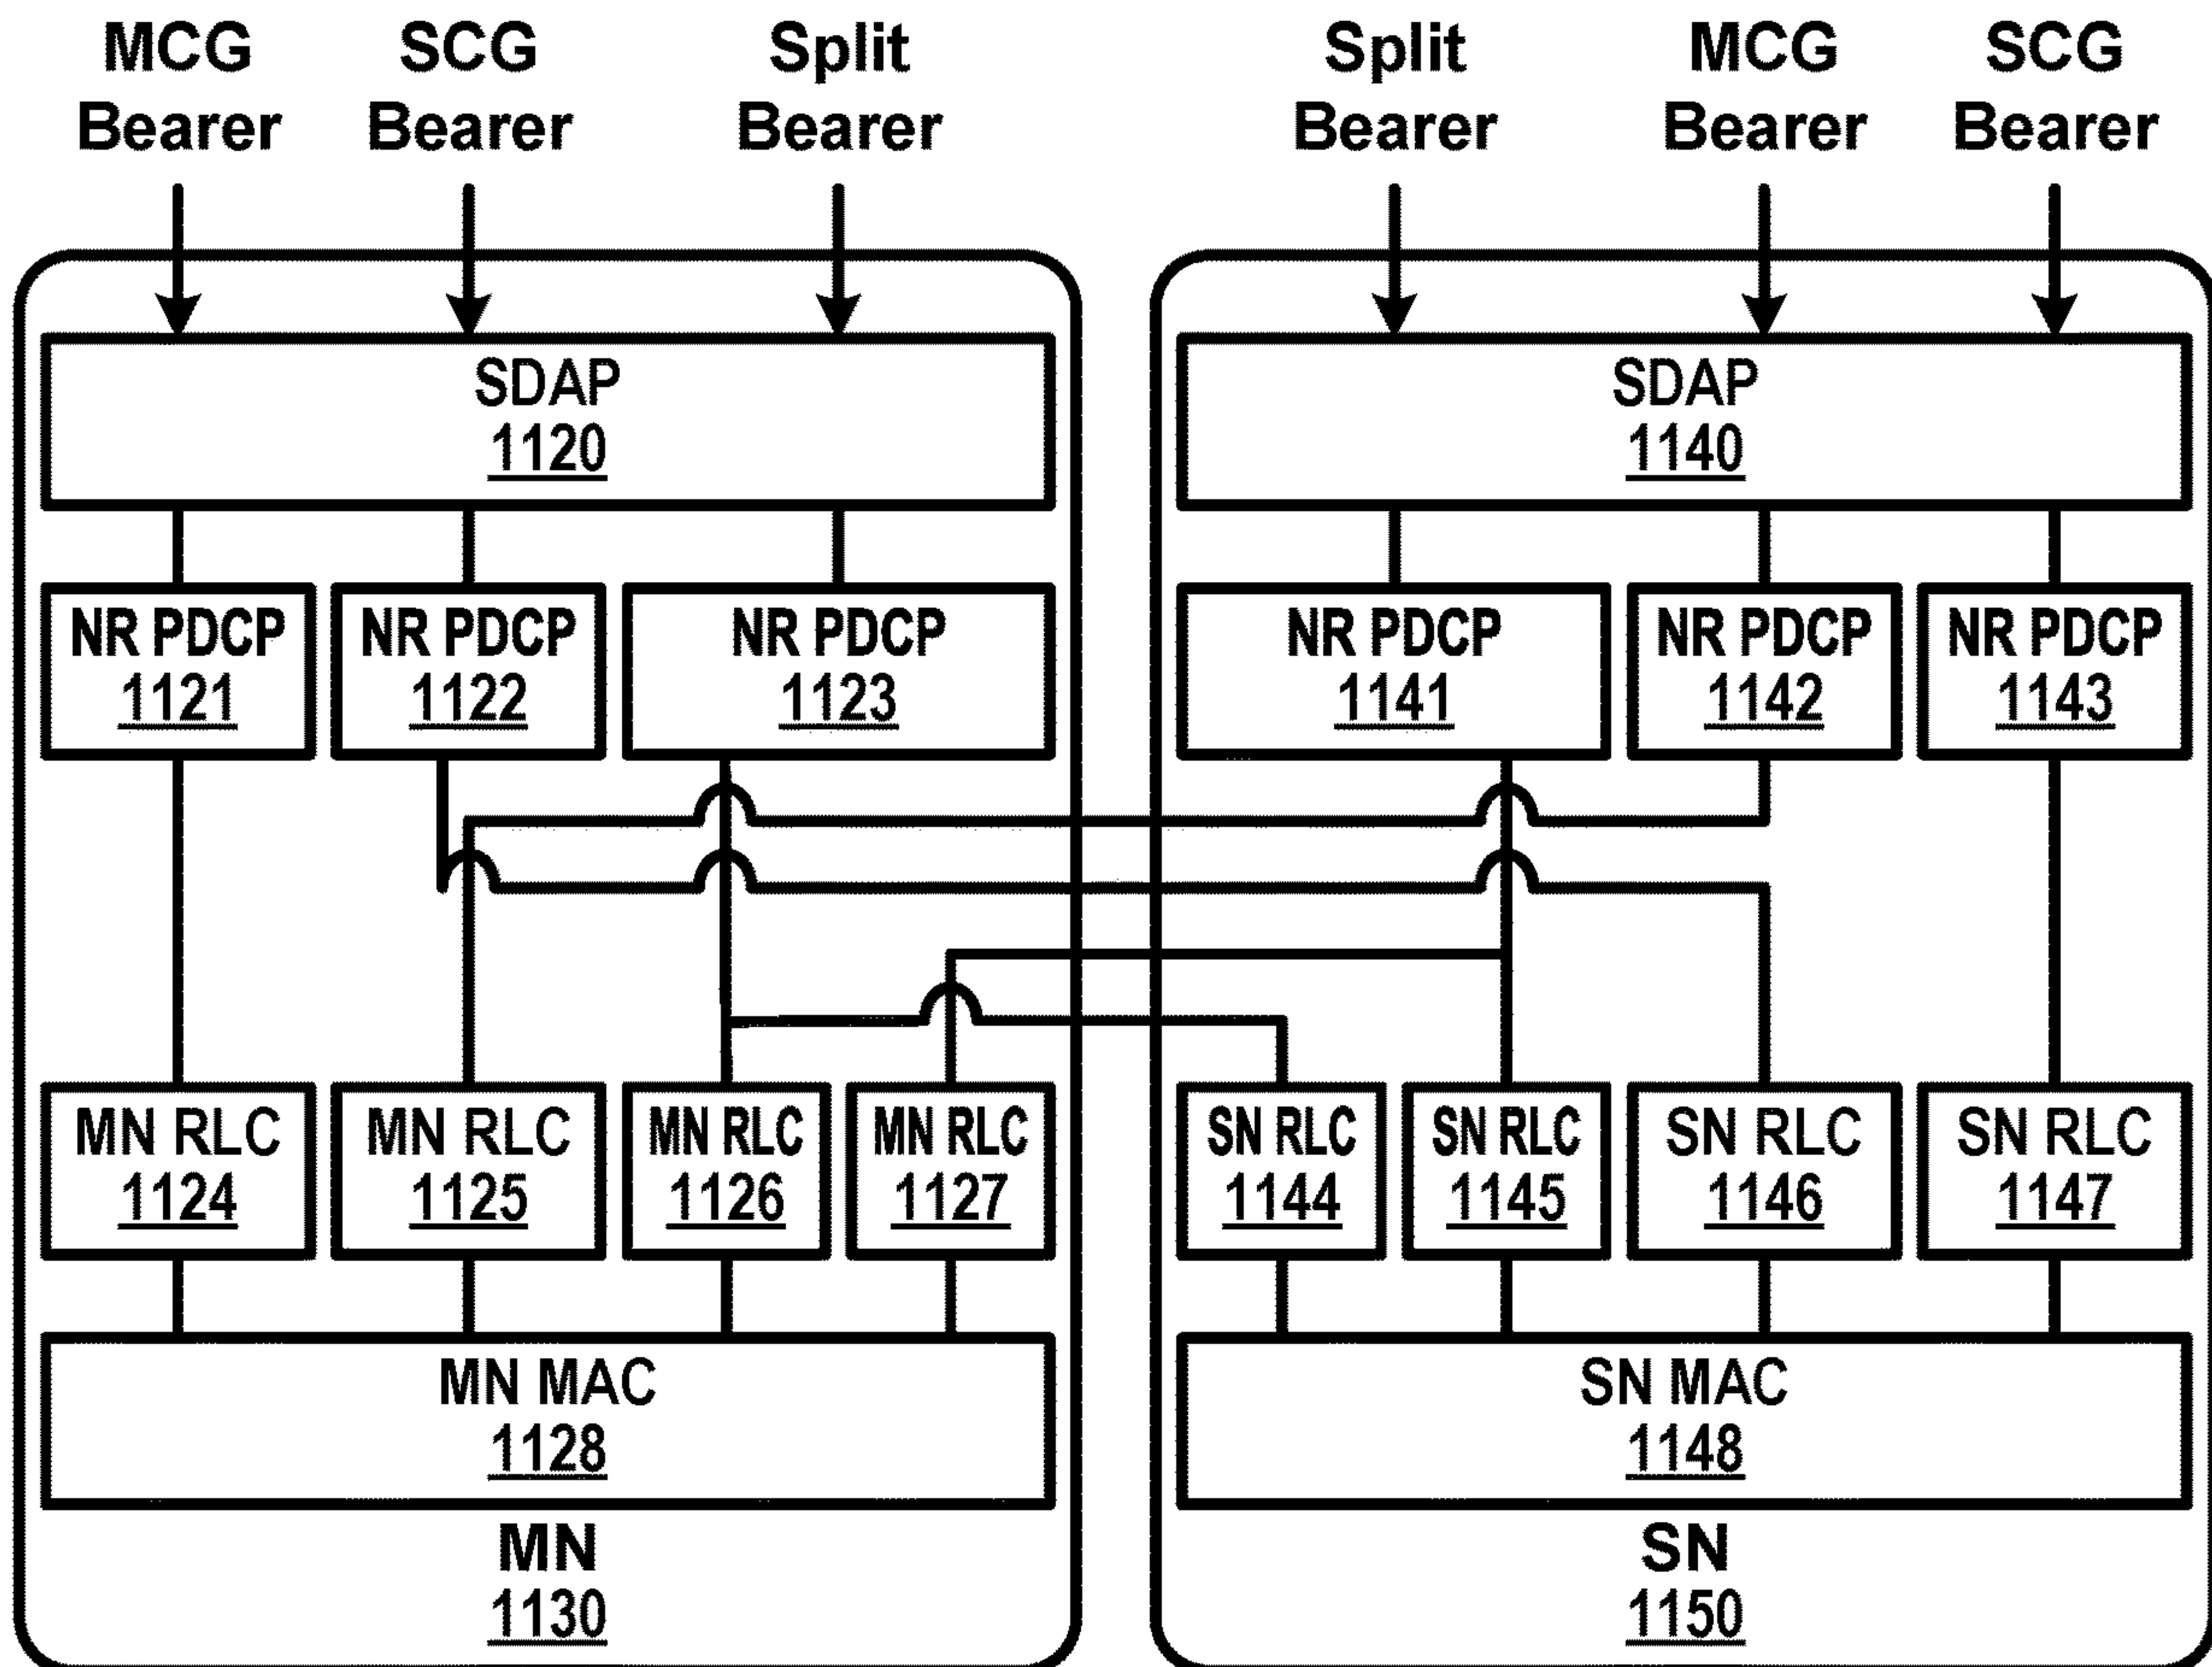 MCG Bearer
SCG Bearer
Split Bearer
Split Bearer
MCG Bearer
SCG Bearer
SDAP
1120
SDAP
1140
NR PDCP
1121
NR PDCP
1122
NR PDCP
1123
NR PDCP
1141
NR PDCP
1142
NR PDCP
1143
MN RLC
1124
MN RLC
1125
MN RLC
1126
MN RLC
1127
SN RLC
1144
SN RLC
1145
SN RLC
1146
SN RLC
1147
MN MAC
1128
SN MAC
1148
MN
1130
SN
1150